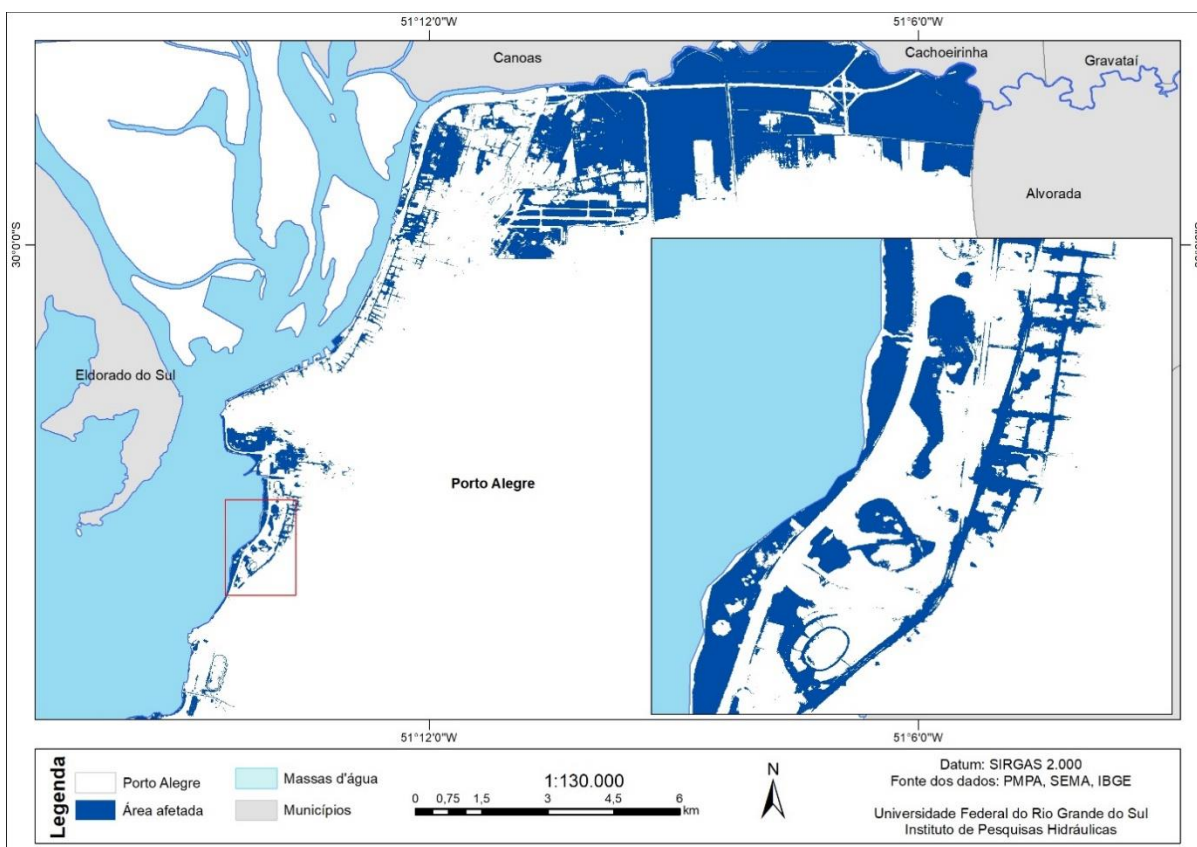 51°12'0"W
51°6'0"W
Canoas
Cachoeirinha
Gravataí
Alvorada
30°0'0"S
Eldorado do Sul
Porto Alegre
51°12'0"W
51°6'0"W
Legenda
Porto Alegre
Massas d'água
Área afetada
Municípios
1:130.000
0 0,75 1,5 3 4,5 6
km
N
Datum: SIRGAS 2.000
Fonte dos dados: PMPA, SEMA, IBGE
Universidade Federal do Rio Grande do Sul
Instituto de Pesquisas Hidráulicas